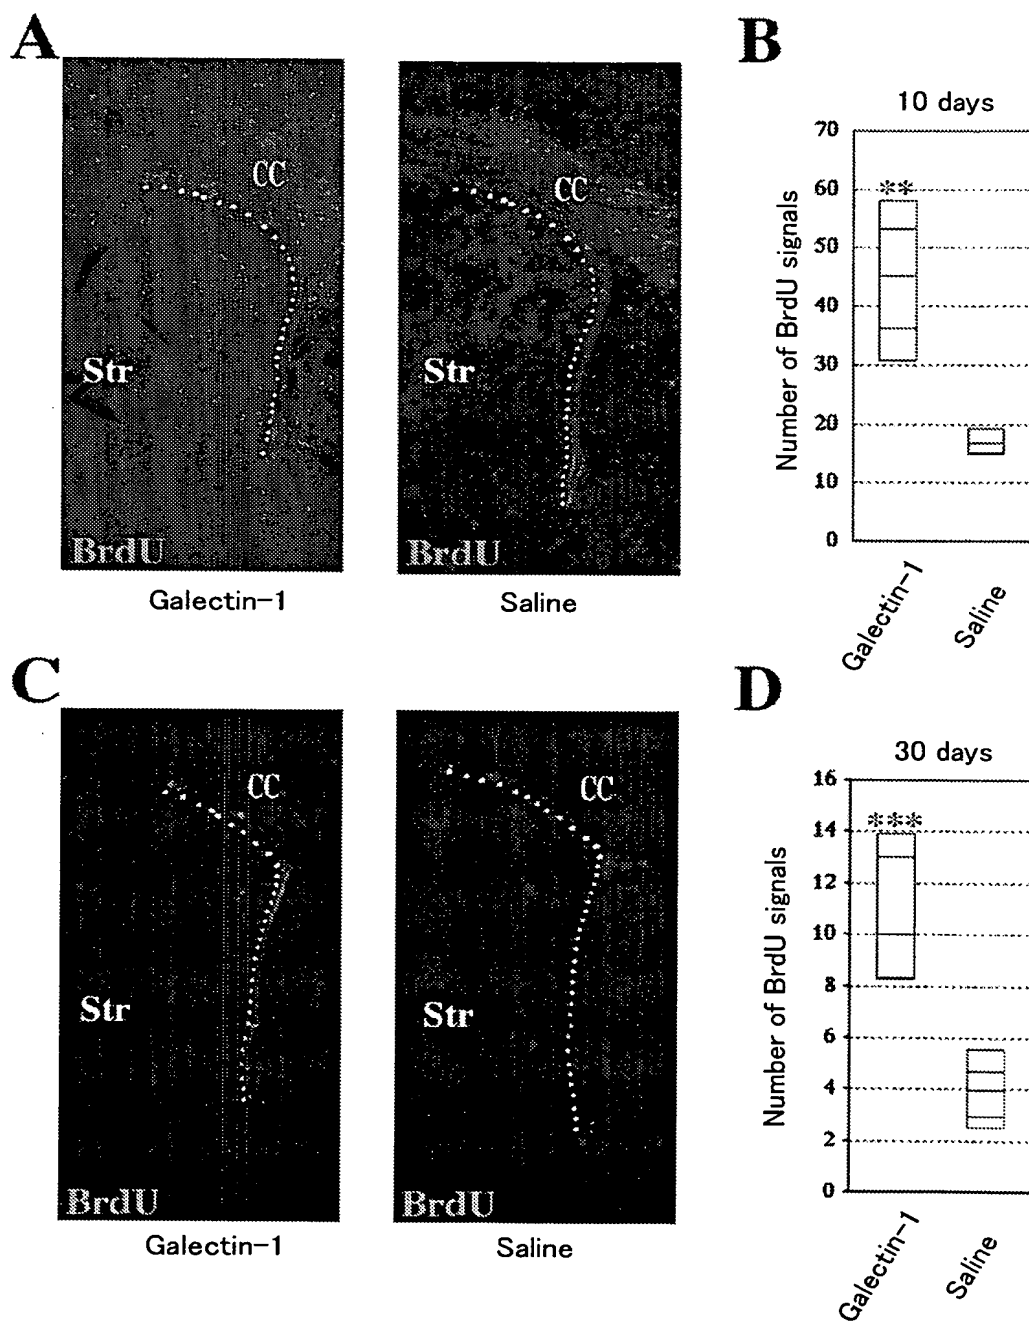 A
CC
Str
BrdU
Galectin-1
CC
Str
BrdU
Saline
B
10 days
Number of BrdU signals
70
60
50
40
30
20
10
0
**
Galectin-1
Saline
C
CC
Str
BrdU
Galectin-1
CC
Str
BrdU
Saline
D
30 days
Number of BrdU signals
16
14
12
10
8
6
4
2
0
***
Galectin-1
Saline